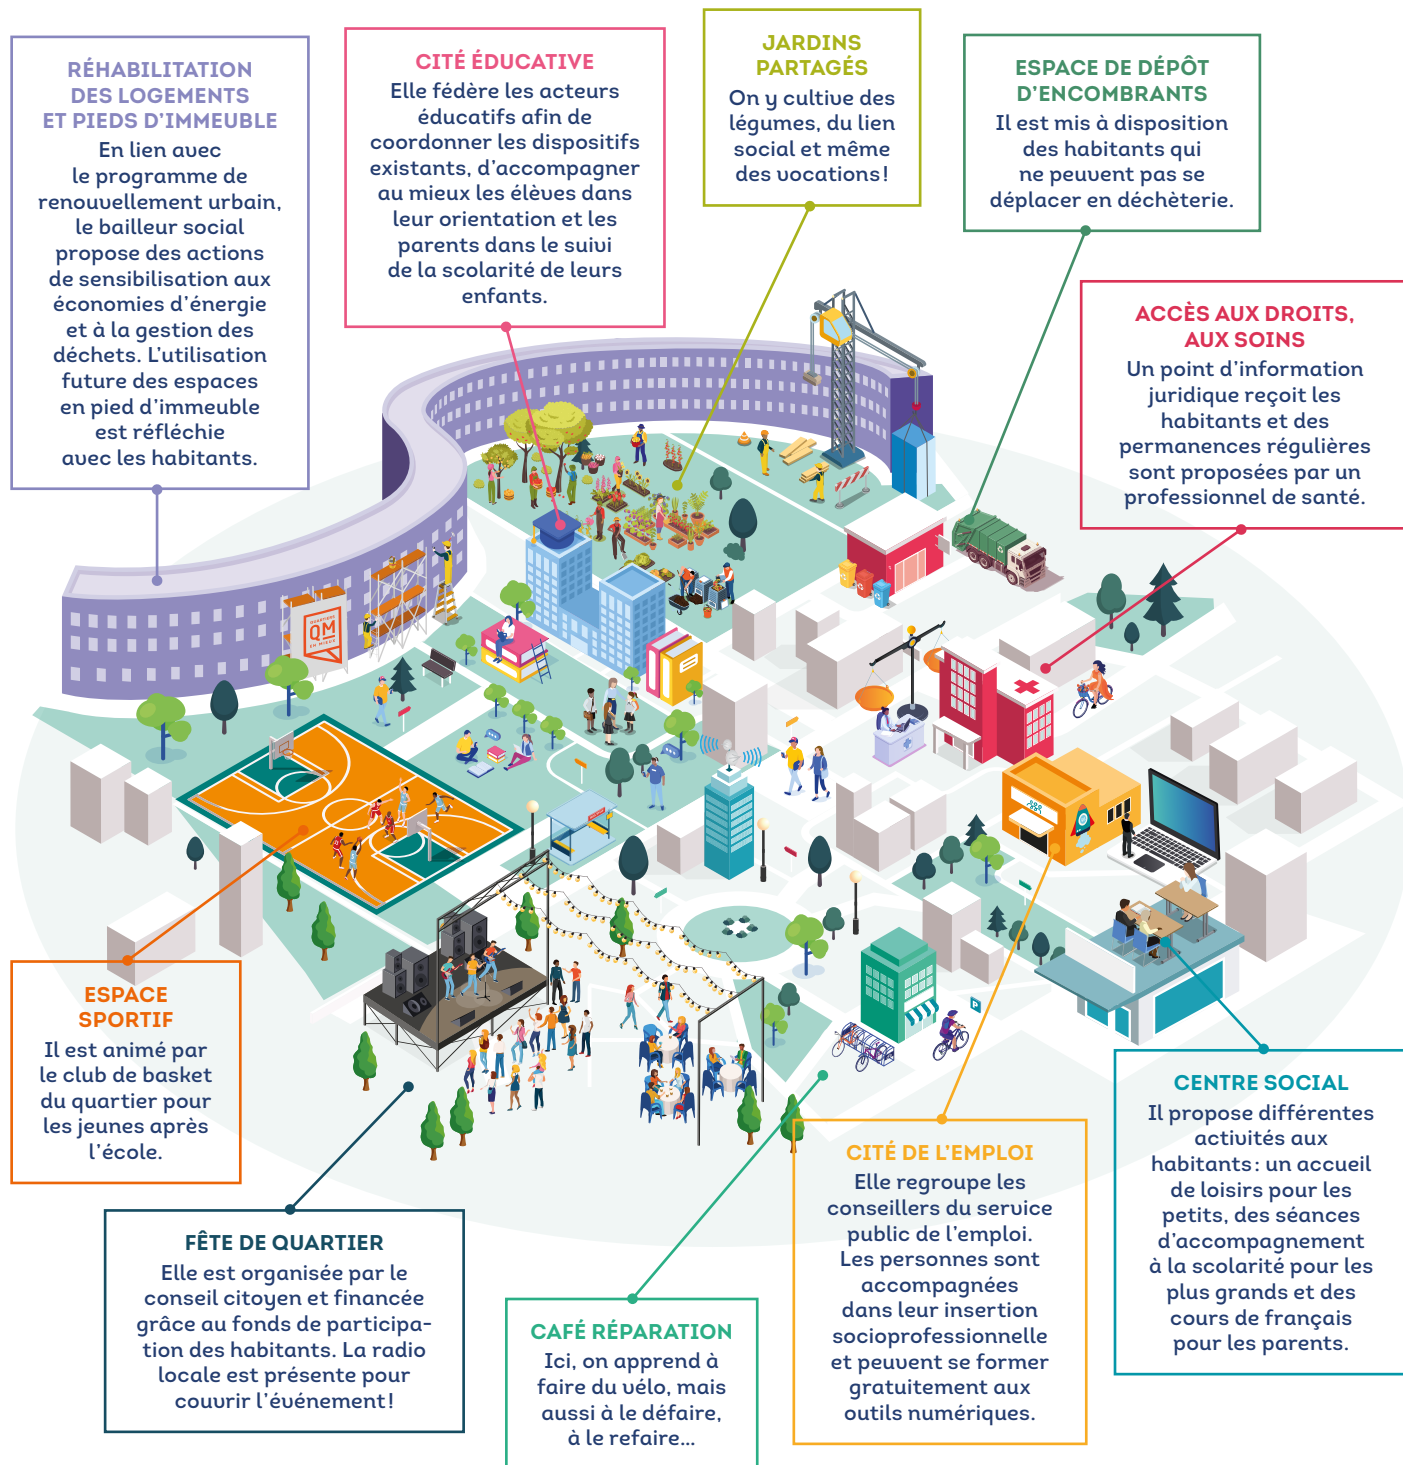 RÉHABILITATION
DES LOGEMENTS
ET PIEDS D'IMMEUBLE
En lien avec
le programme de
renouvellement urbain,
le bailleur social
propose des actions
de sensibilisation aux
économies d'énergie
et à la gestion des
déchets. L'utilisation
future des espaces
en pied d'immeuble
est réfléchie
avec les habitants.
CITÉ ÉDUCATIVE
Elle fédère les acteurs
éducatifs afin de
coordonner les dispositifs
existants, d'accompagner
au mieux les élèves dans
leur orientation et les
parents dans le suivi
de la scolarité de leurs
enfants.
JARDINS
PARTAGÉS
On y cultive des
légumes, du lien
social et même
des vocations !
ESPACE DE DÉPÔT
D'ENCOMBRANTS
Il est mis à disposition
des habitants qui
ne peuvent pas se
déplacer en déchèterie.
ACCÈS AUX DROITS,
AUX SOINS
Un point d'information
juridique reçoit les
habitants et des
permanences régulières
sont proposées par un
professionnel de santé.
QUARTIERS
QM
EN MIEUX
P
ESPACE
SPORTIF
Il est animé par
le club de basket
du quartier pour
les jeunes après
l'école.
FÊTE DE QUARTIER
Elle est organisée par le
conseil citoyen et financée
grâce au fonds de participa-
tion des habitants. La radio
locale est présente pour
couvrir l'événement !
CAFÉ RÉPARATION
Ici, on apprend à
faire du vélo, mais
aussi à le défaire,
à le refaire...
CITÉ DE L'EMPLOI
Elle regroupe les
conseillers du service
public de l'emploi.
Les personnes sont
accompagnées
dans leur insertion
socioprofessionnelle
et peuvent se former
gratuitement aux
outils numériques.
CENTRE SOCIAL
Il propose différentes
activités aux
habitants : un accueil
de loisirs pour les
petits, des séances
d'accompagnement
à la scolarité pour les
plus grands et des
cours de français
pour les parents.